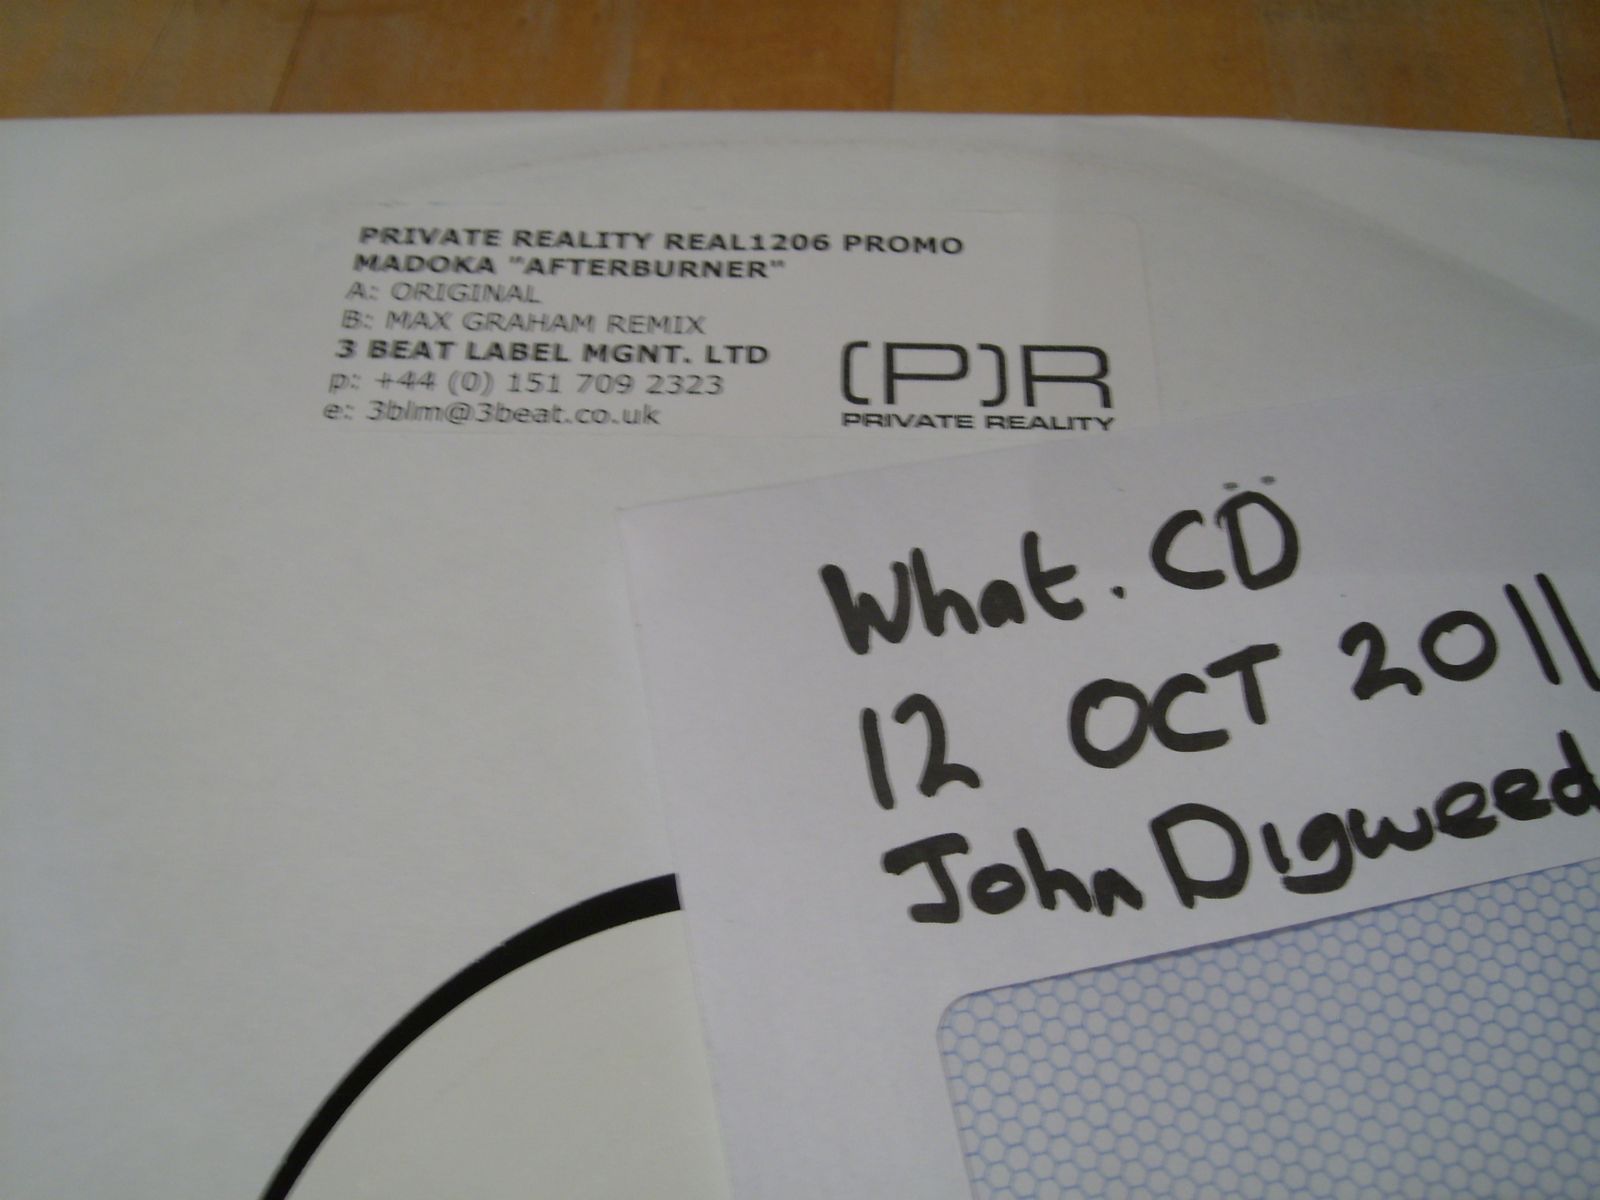 PRIVATE REALITY REAL1206 PROMO
MADOKA "AFTERBURNER"
A: ORIGINAL
B: MAX GRAHAM REMIX
3 BEAT LABEL MGNT. LTD
p: +44 (0) 151 709 2323
e: 3blm@3beat.co.uk
(P)R
PRIVATE REALITY
What.CD̈
12 OCT 2011
John Digweed